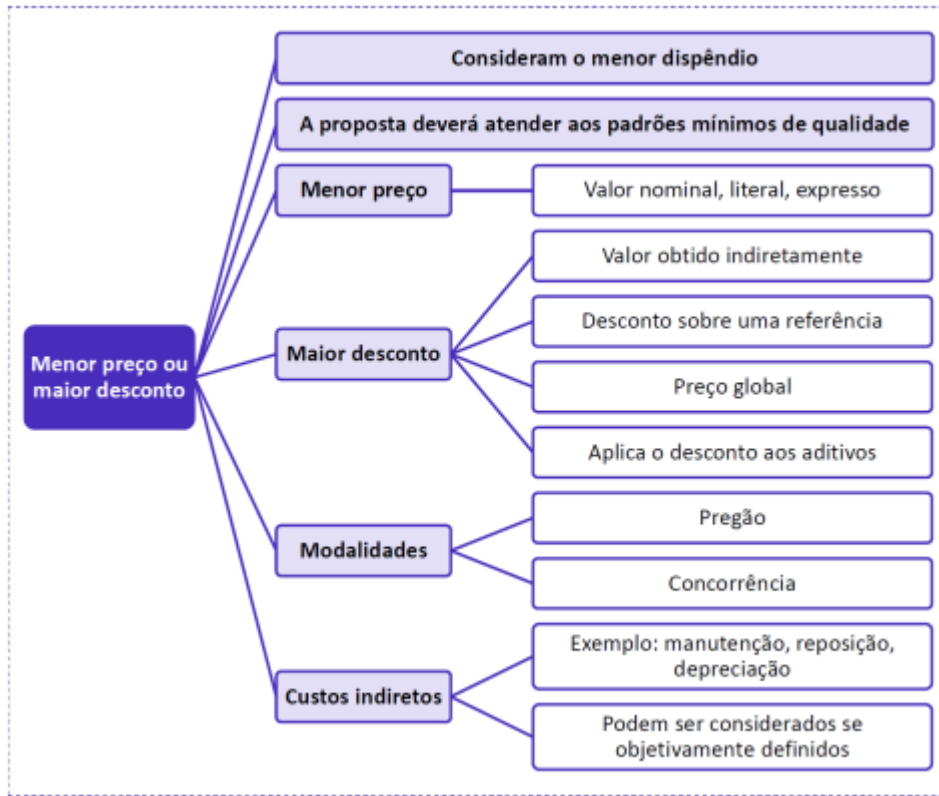 Consideram o menor dispêndio
A proposta deverá atender aos padrões mínimos de qualidade
Menor preço
Valor nominal, literal, expresso
Valor obtido indiretamente
Desconto sobre uma referência
Menor preço ou
maior desconto
Maior desconto
Preço global
Aplica o desconto aos aditivos
Modalidades
Pregão
Concorrência
Custos indiretos
Exemplo: manutenção, reposição,
depreciação
Podem ser considerados se
objetivamente definidos